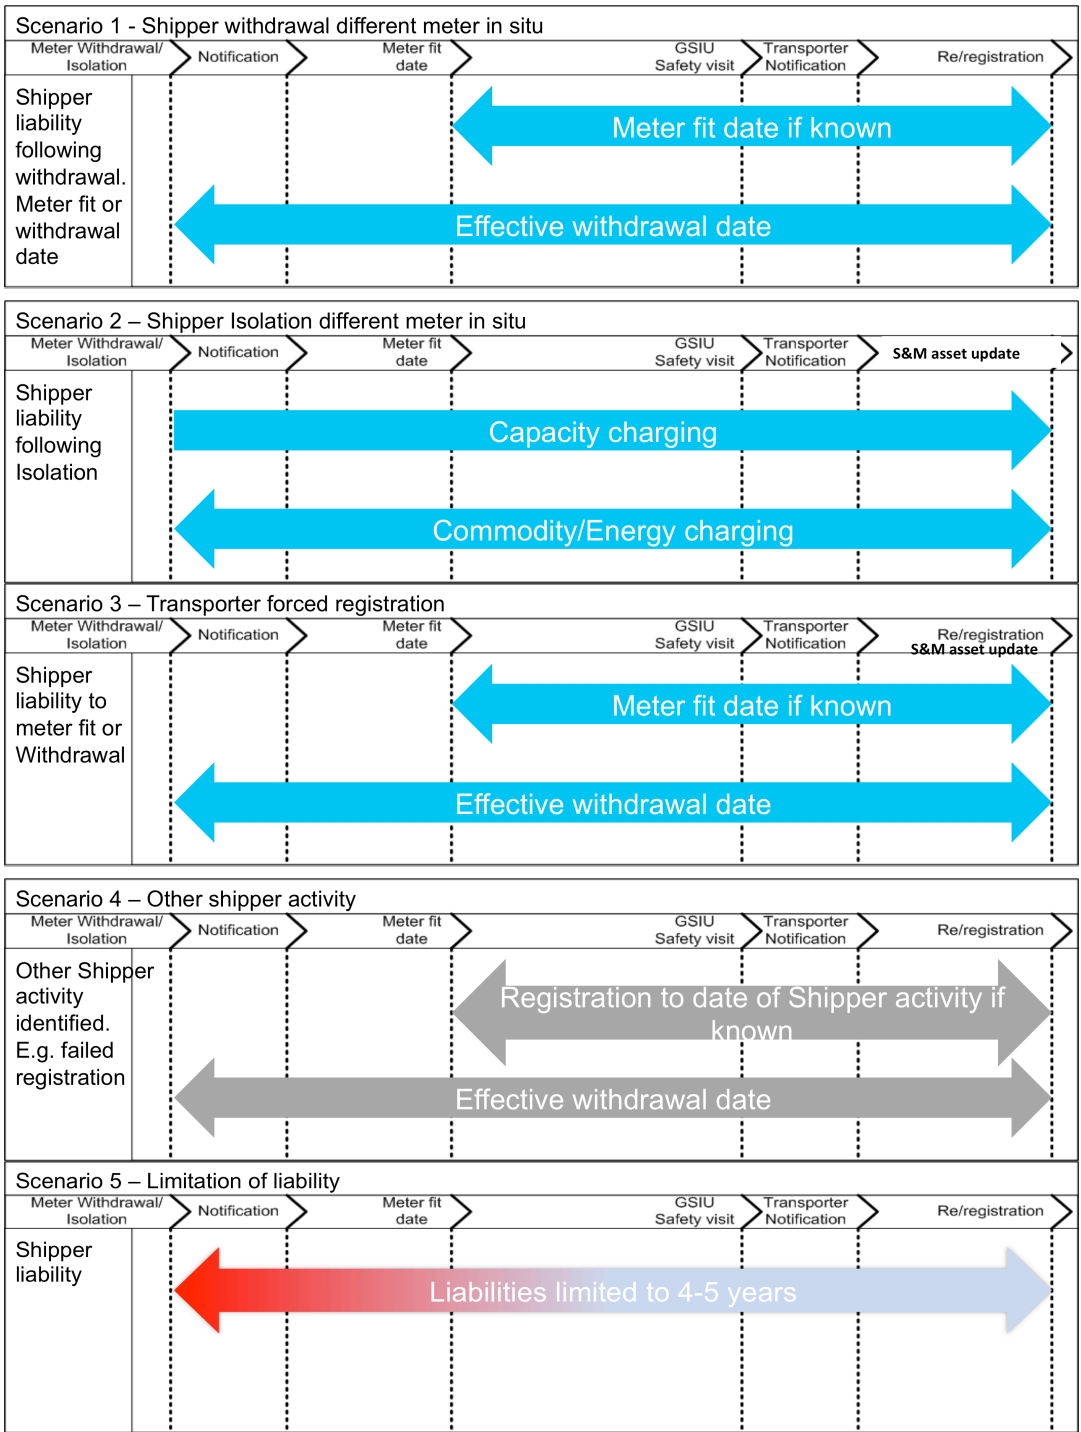 Scenario 1 - Shipper withdrawal different meter in situ
Meter Withdrawal/
Isolation
Notification
Meter fit
date
GSIU
Safety visit
Transporter
Notification
Re/registration
Shipper
liability
following
withdrawal.
Meter fit or
withdrawal
date
Meter fit date if known
Effective withdrawal date
Scenario 2 – Shipper Isolation different meter in situ
Meter Withdrawal/
Isolation
Notification
Meter fit
date
GSIU
Safety visit
Transporter
Notification
S&M asset update
Shipper
liability
following
Isolation
Capacity charging
Commodity/Energy charging
Scenario 3 – Transporter forced registration
Meter Withdrawal/
Isolation
Notification
Meter fit
date
GSIU
Safety visit
Transporter
Notification
Re/registration
S&M asset update
Shipper
liability to
meter fit or
Withdrawal
Meter fit date if known
Effective withdrawal date
Scenario 4 – Other shipper activity
Meter Withdrawal/
Isolation
Notification
Meter fit
date
GSIU
Safety visit
Transporter
Notification
Re/registration
Other Shipper
activity
identified.
E.g. failed
registration
Registration to date of Shipper activity if
known
Effective withdrawal date
Scenario 5 – Limitation of liability
Meter Withdrawal/
Isolation
Notification
Meter fit
date
GSIU
Safety visit
Transporter
Notification
Re/registration
Shipper
liability
Liabilities limited to 4-5 years